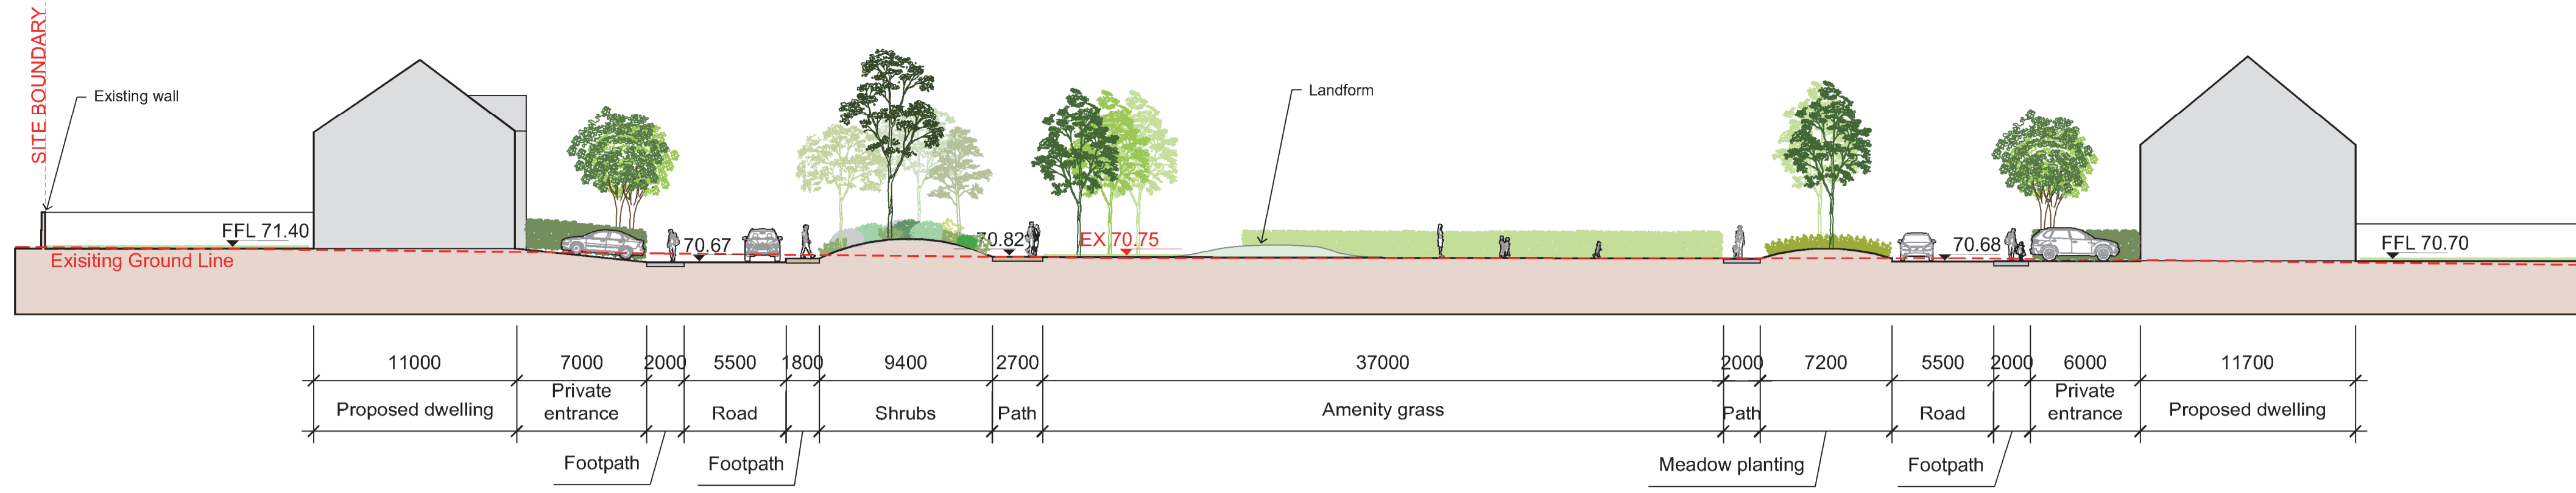 SITE BOUNDARY
Existing wall
Landform
FFL 71.40
Exisiting Ground Line
70.67
70.82
EX 70.75
70.68
FFL 70.70
11000
7000
2000
5500
1800
9400
2700
37000
2000
7200
5500
2000
6000
11700
Proposed dwelling
Private
entrance
Road
Shrubs
Path
Amenity grass
Path
Road
Private
entrance
Proposed dwelling
Footpath
Footpath
Meadow planting
Footpath